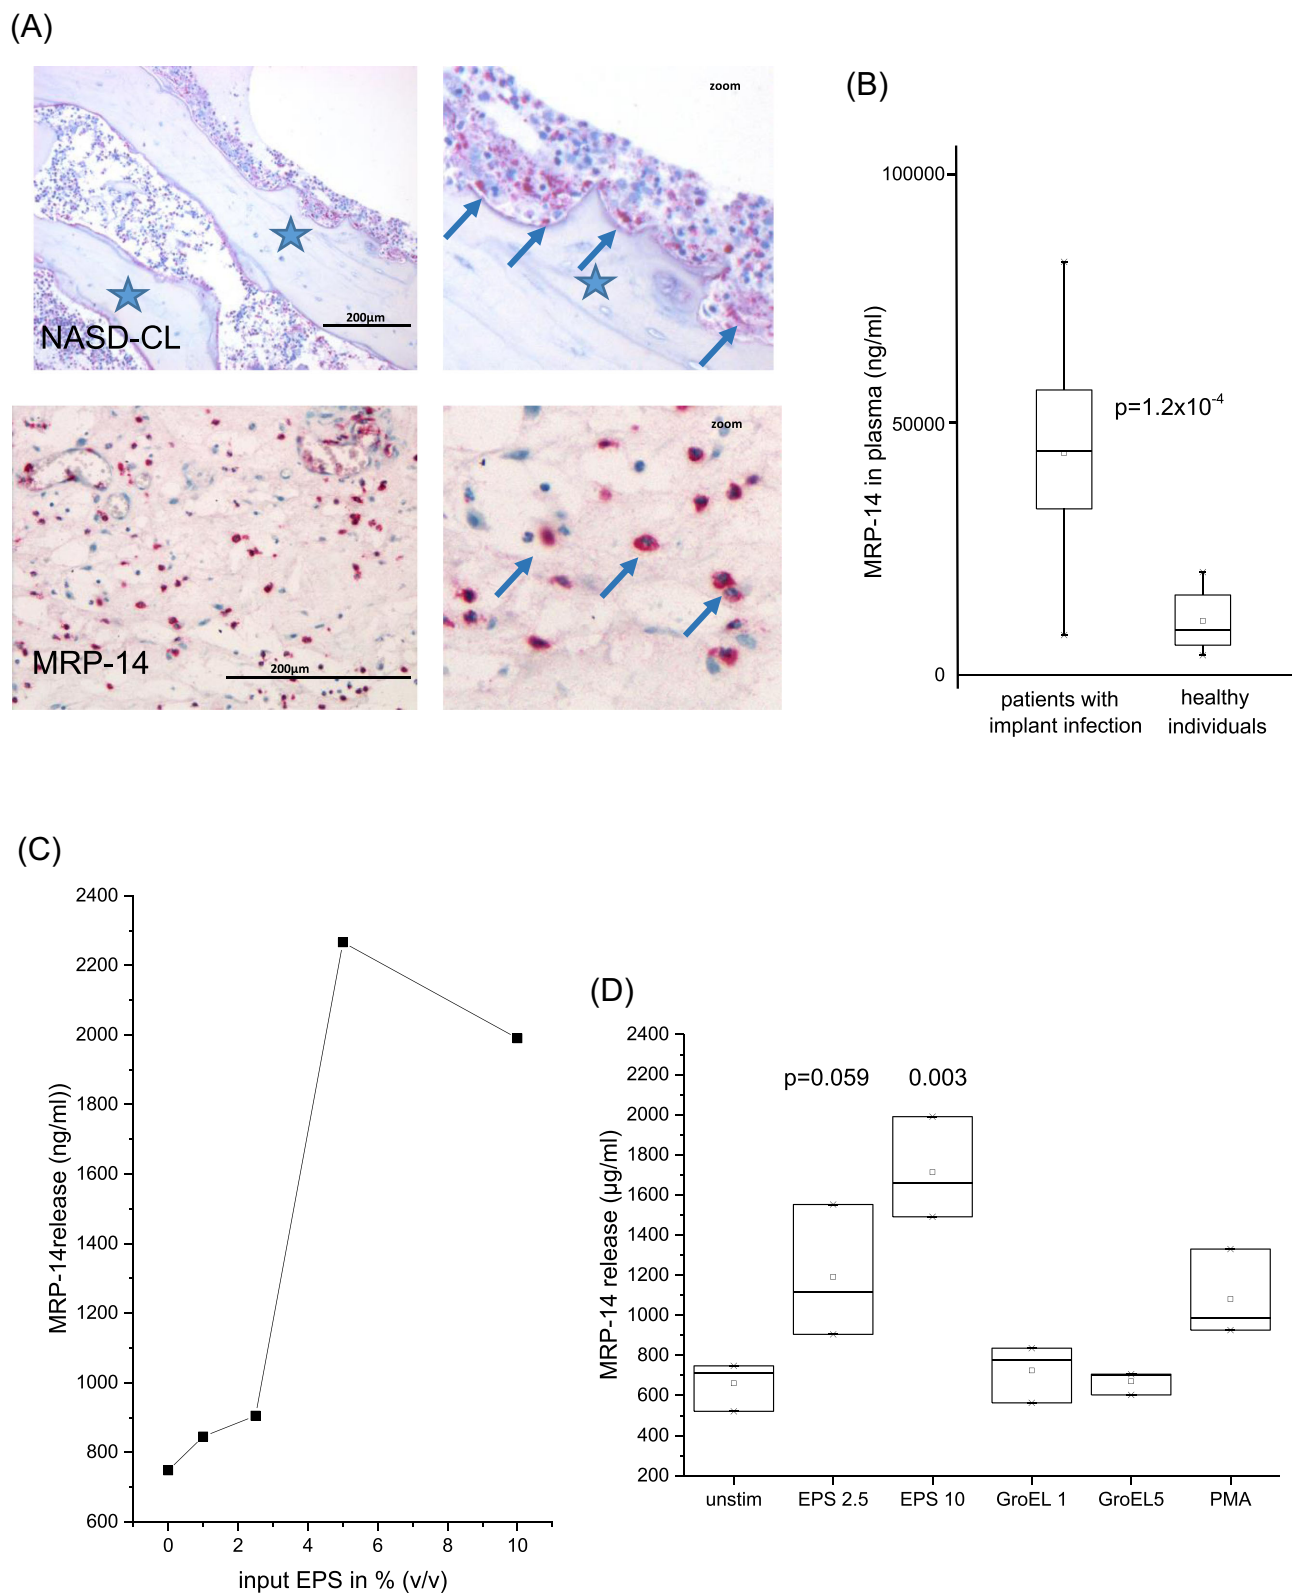 (A)
zoom
200µm
NASD-CL
zoom
200µm
MRP-14
(B)
MRP-14 in plasma (ng/ml)
100000
50000
0
p=1.2x10⁻⁴
patients with
implant infection
healthy
individuals
(C)
MRP-14release (ng/ml))
2400
2200
2000
1800
1600
1400
1200
1000
800
600
0 2 4 6 8 10
input EPS in % (v/v)
(D)
MRP-14 release (µg/ml)
2400
2200
2000
1800
1600
1400
1200
1000
800
600
400
200
p=0.059 0.003
unstim EPS 2.5 EPS 10 GroEL 1 GroEL5 PMA